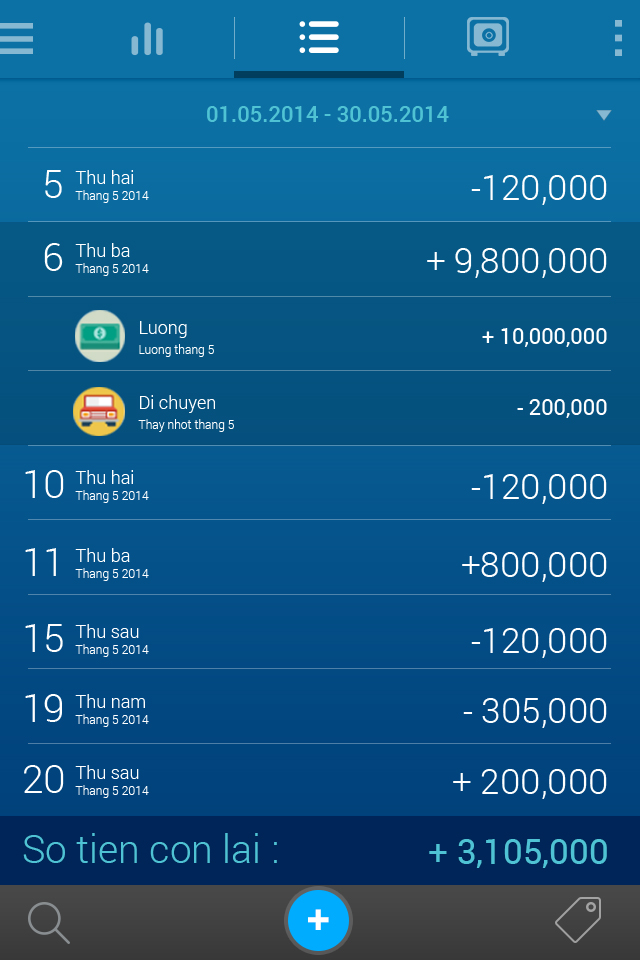 01.05.2014 - 30.05.2014
5 Thu hai -120,000
Thang 5 2014
6 Thu ba + 9,800,000
Thang 5 2014
Luong + 10,000,000
Luong thang 5
Di chuyen - 200,000
Thay nhot thang 5
10 Thu hai -120,000
Thang 5 2014
11 Thu ba +800,000
Thang 5 2014
15 Thu sau -120,000
Thang 5 2014
19 Thu nam - 305,000
Thang 5 2014
20 Thu sau + 200,000
Thang 5 2014
So tien con lai : + 3,105,000